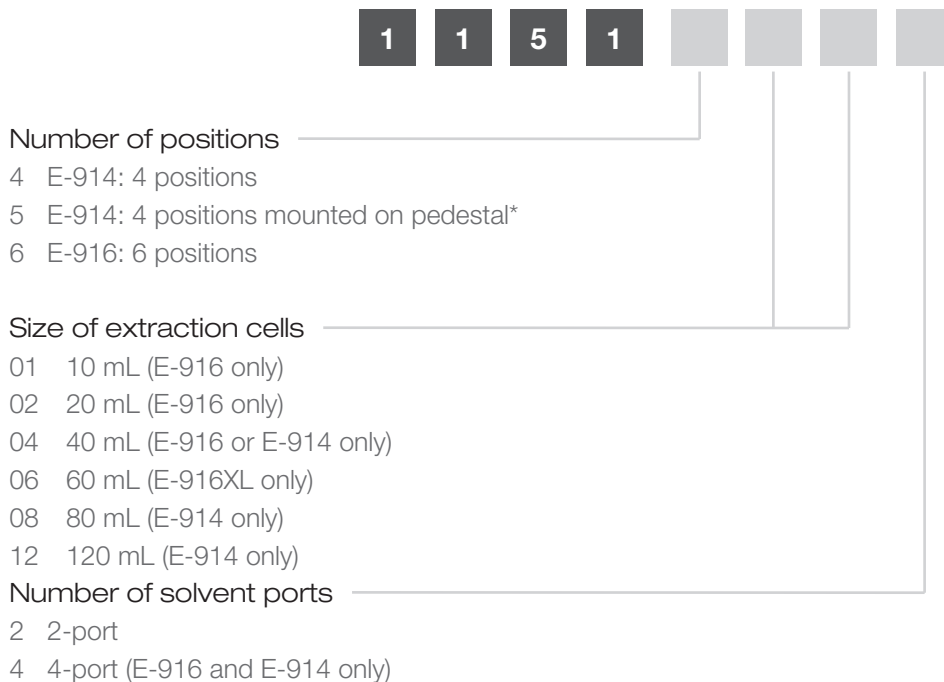 1 1 5 1
Number of positions
4 E-914: 4 positions
5 E-914: 4 positions mounted on pedestal*
6 E-916: 6 positions
Size of extraction cells
01 10 mL (E-916 only)
02 20 mL (E-916 only)
04 40 mL (E-916 or E-914 only)
06 60 mL (E-916XL only)
08 80 mL (E-914 only)
12 120 mL (E-914 only)
Number of solvent ports
2 2-port
4 4-port (E-916 and E-914 only)